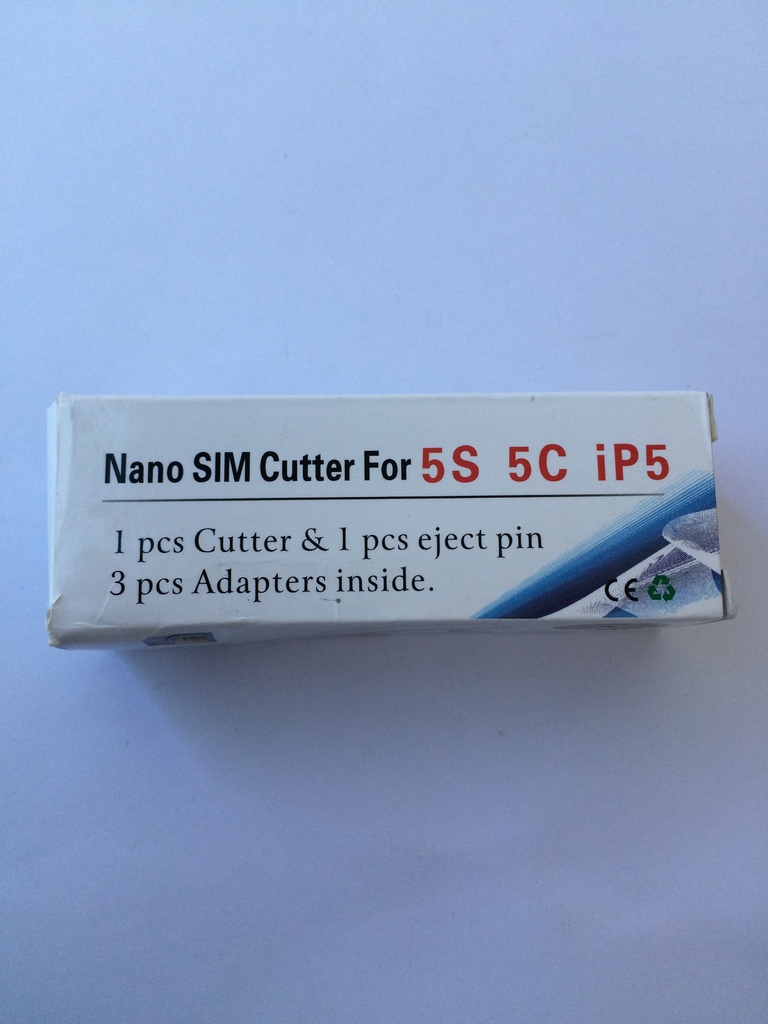 Nano SIM Cutter For 5S 5C iP5
1 pcs Cutter & 1 pcs eject pin
3 pcs Adapters inside.
CE